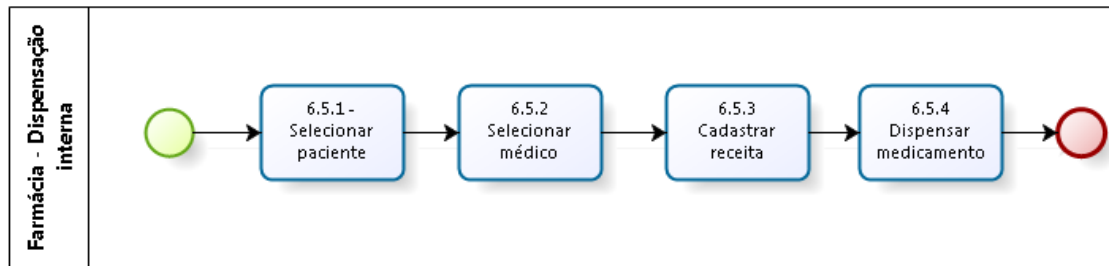 Farmácia - Dispensação
interna
6.5.1 -
Selecionar
paciente
6.5.2
Selecionar
médico
6.5.3
Cadastrar
receita
6.5.4
Dispensar
medicamento